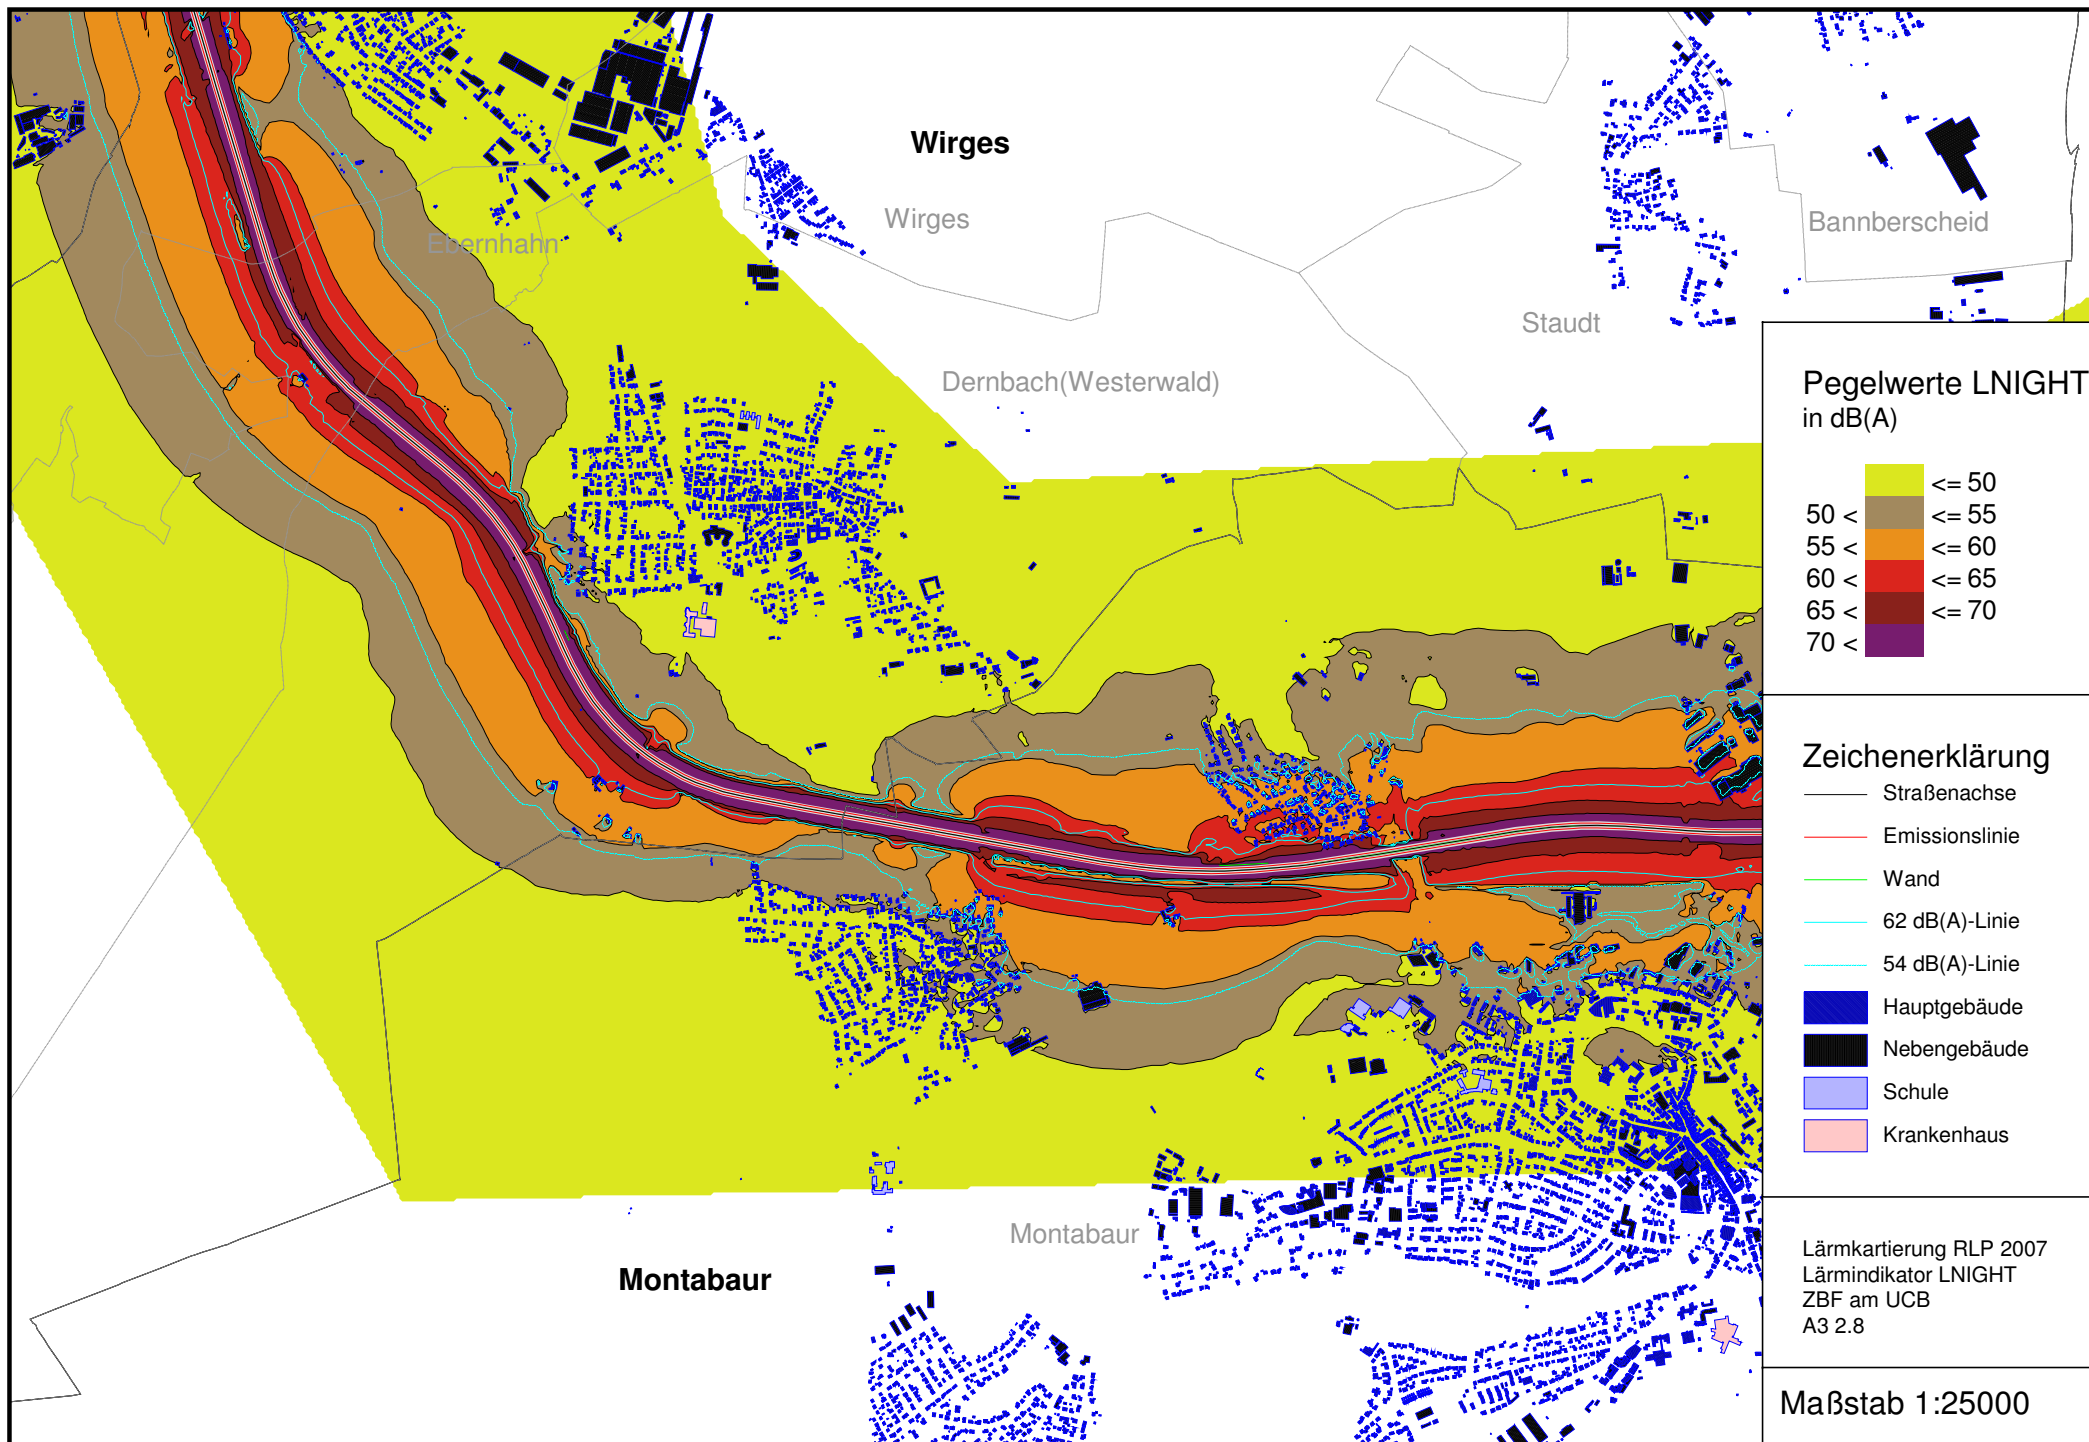 Wirges
Wirges
Bannberscheid
Ebernhahn
Staudt
Dernbach(Westerwald)
Montabaur
Montabaur
Pegelwerte LNIGHT
in dB(A)
<= 50
50 < <= 55
55 < <= 60
60 < <= 65
65 < <= 70
70 <
Zeichenerklärung
Straßenachse
Emissionslinie
Wand
62 dB(A)-Linie
54 dB(A)-Linie
Hauptgebäude
Nebengebäude
Schule
Krankenhaus
Lärmkartierung RLP 2007
Lärmindikator LNIGHT
ZBF am UCB
A3 2.8
Maßstab 1:25000